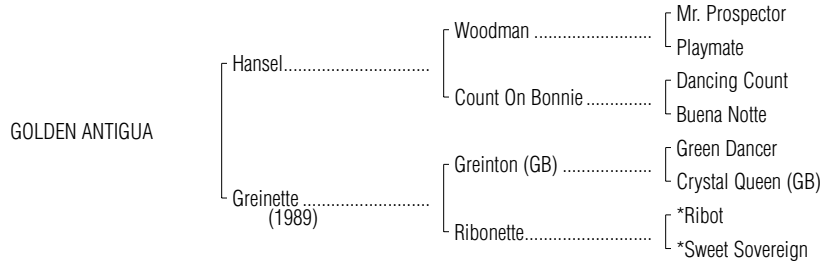 Mr. Prospector
Woodman
Playmate
Hansel
Dancing Count
Count On Bonnie
Buena Notte
GOLDEN ANTIGUA
Green Dancer
Greinton (GB)
Crystal Queen (GB)
Greinette
(1989)
*Ribot
Ribonette
*Sweet Sovereign